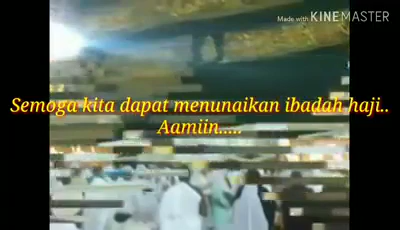 Made with KINEMASTER
Semoga kita dapat menunaikan ibadah haji..
Aamiin.....